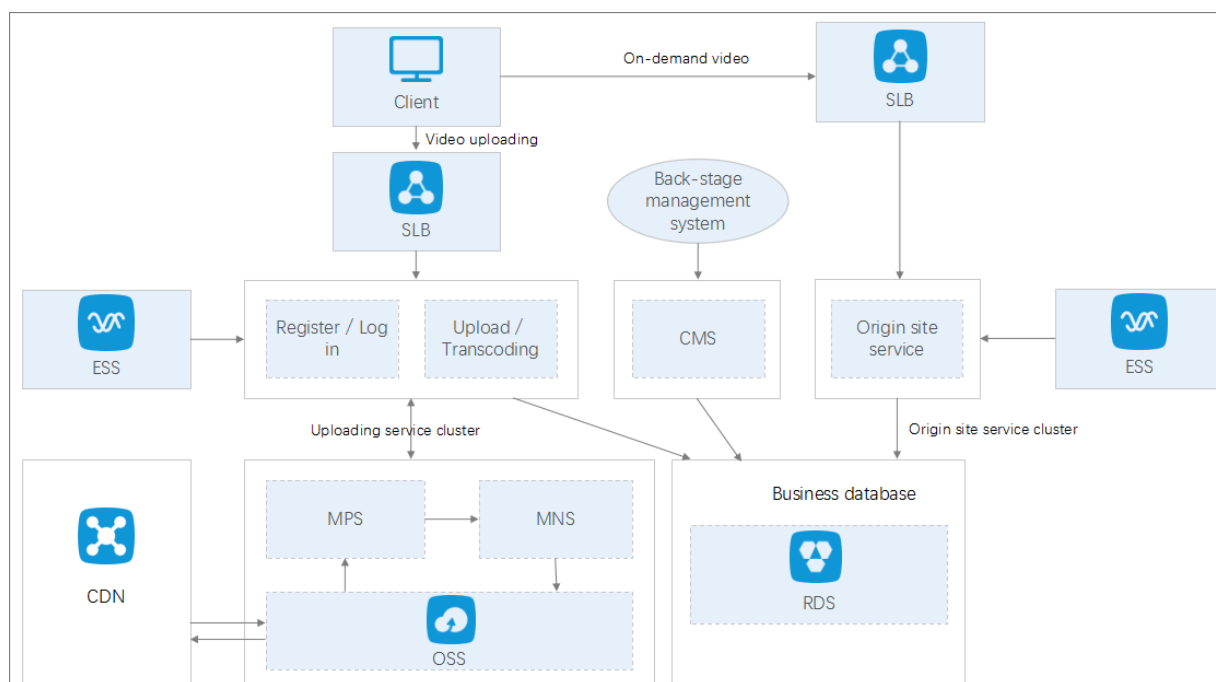 On-demand video
Client
SLB
Video uploading
Back-stage
management
system
SLB
Register / Log
in
Upload /
Transcoding
CMS
Origin site
service
ESS
ESS
Uploading service cluster
Origin site service cluster
Business database
MPS
MNS
CDN
RDS
OSS